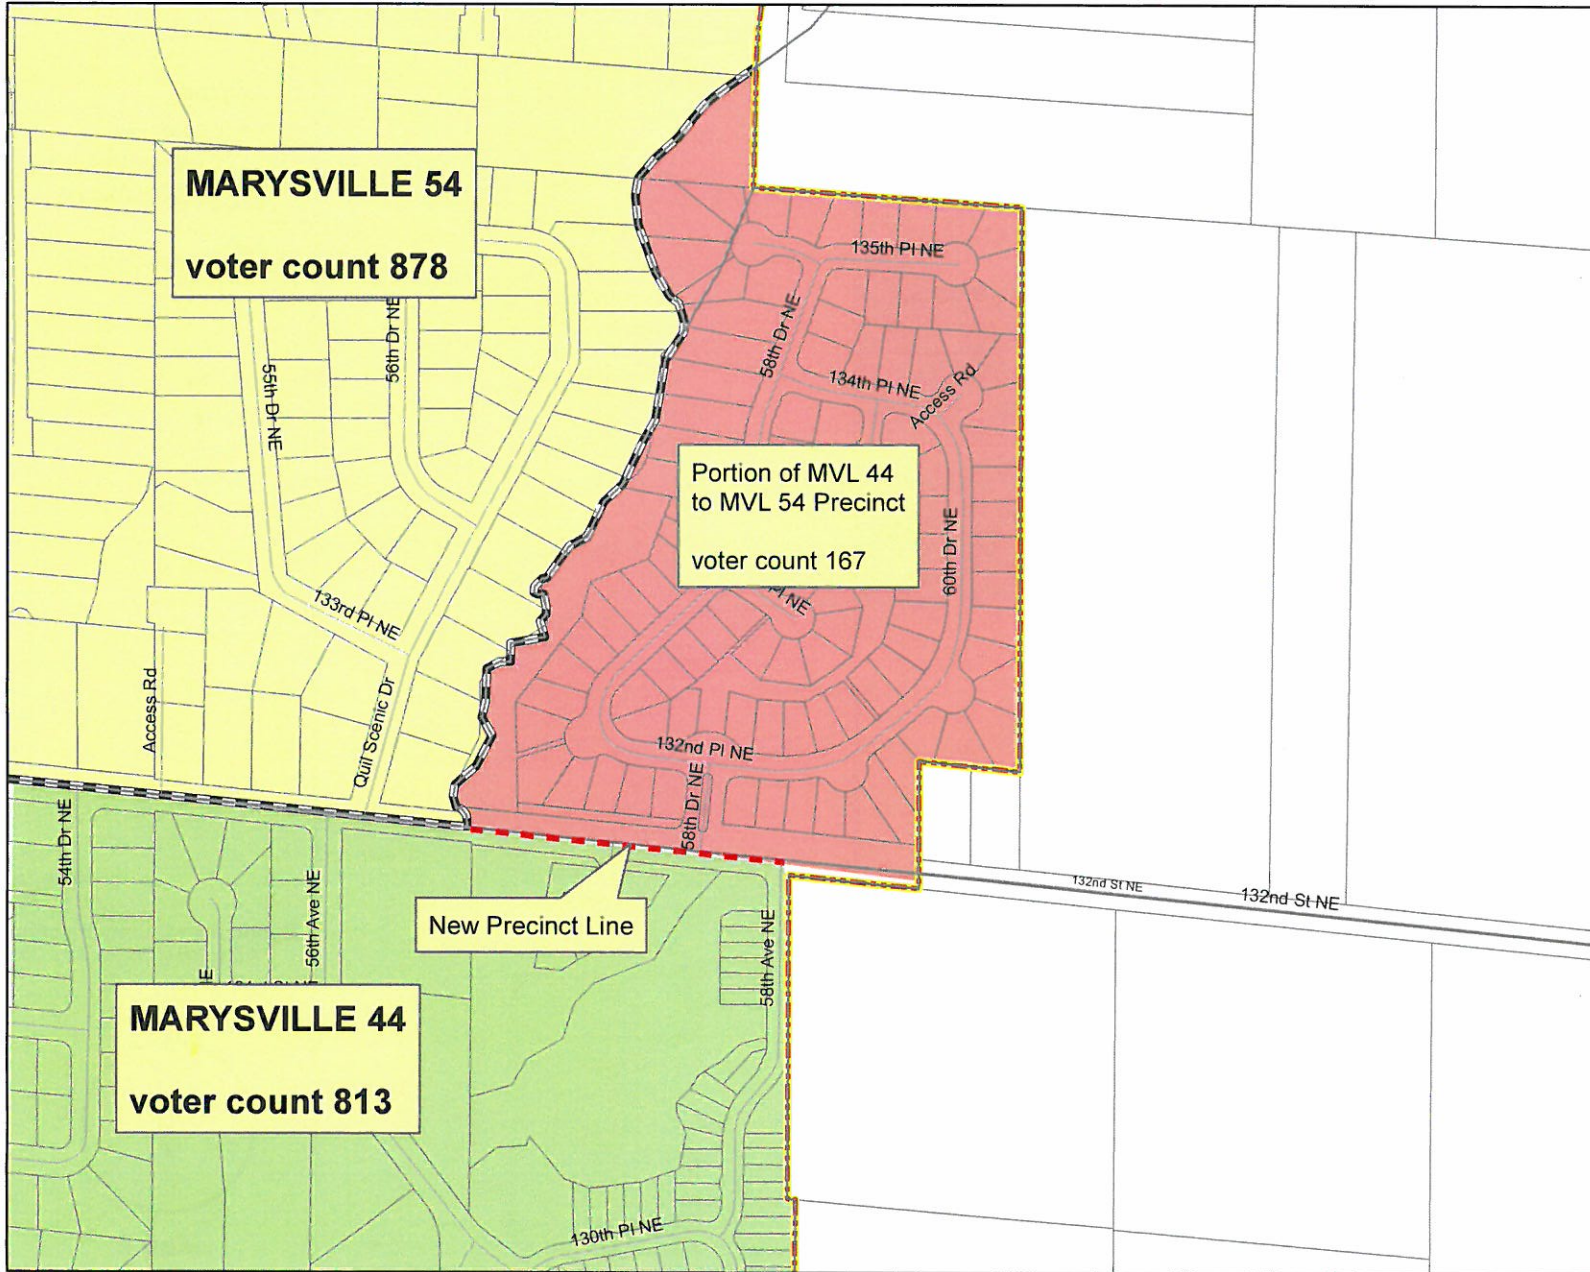 MARYSVILLE 54
voter count 878
135th Pl NE
58th Dr NE
56th Dr NE
55th Dr NE
134th Pl NE
Access Rd
Portion of MVL 44
to MVL 54 Precinct
voter count 167
60th Dr NE
Pl NE
133rd Pl NE
Access Rd
Quil Scenic Dr
132nd Pl NE
58th Dr NE
54th Dr NE
56th Ave NE
132nd St NE
132nd St NE
New Precinct Line
58th Ave NE
NE
MARYSVILLE 44
voter count 813
130th Pl NE